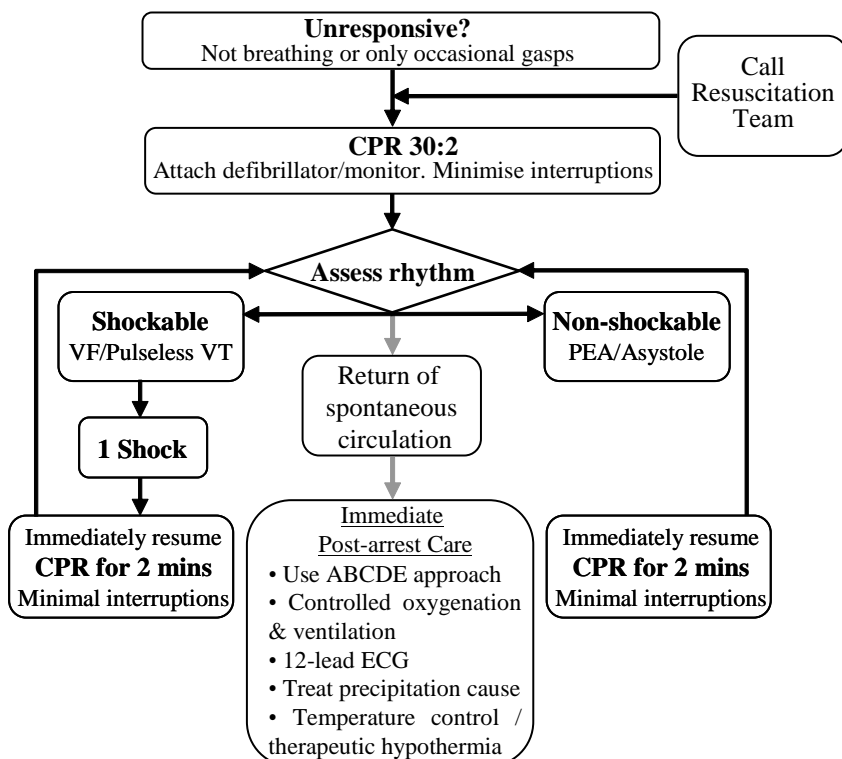 Unresponsive?
Not breathing or only occasional gasps
Call
Resuscitation
Team
CPR 30:2
Attach defibrillator/monitor. Minimise interruptions
Assess rhythm
Shockable
VF/Pulseless VT
Non-shockable
PEA/Asystole
Return of
spontaneous
circulation
1 Shock
Immediately resume
CPR for 2 mins
Minimal interruptions
Immediate
Post-arrest Care
• Use ABCDE approach
• Controlled oxygenation
& ventilation
• 12-lead ECG
• Treat precipitation cause
• Temperature control /
therapeutic hypothermia
Immediately resume
CPR for 2 mins
Minimal interruptions